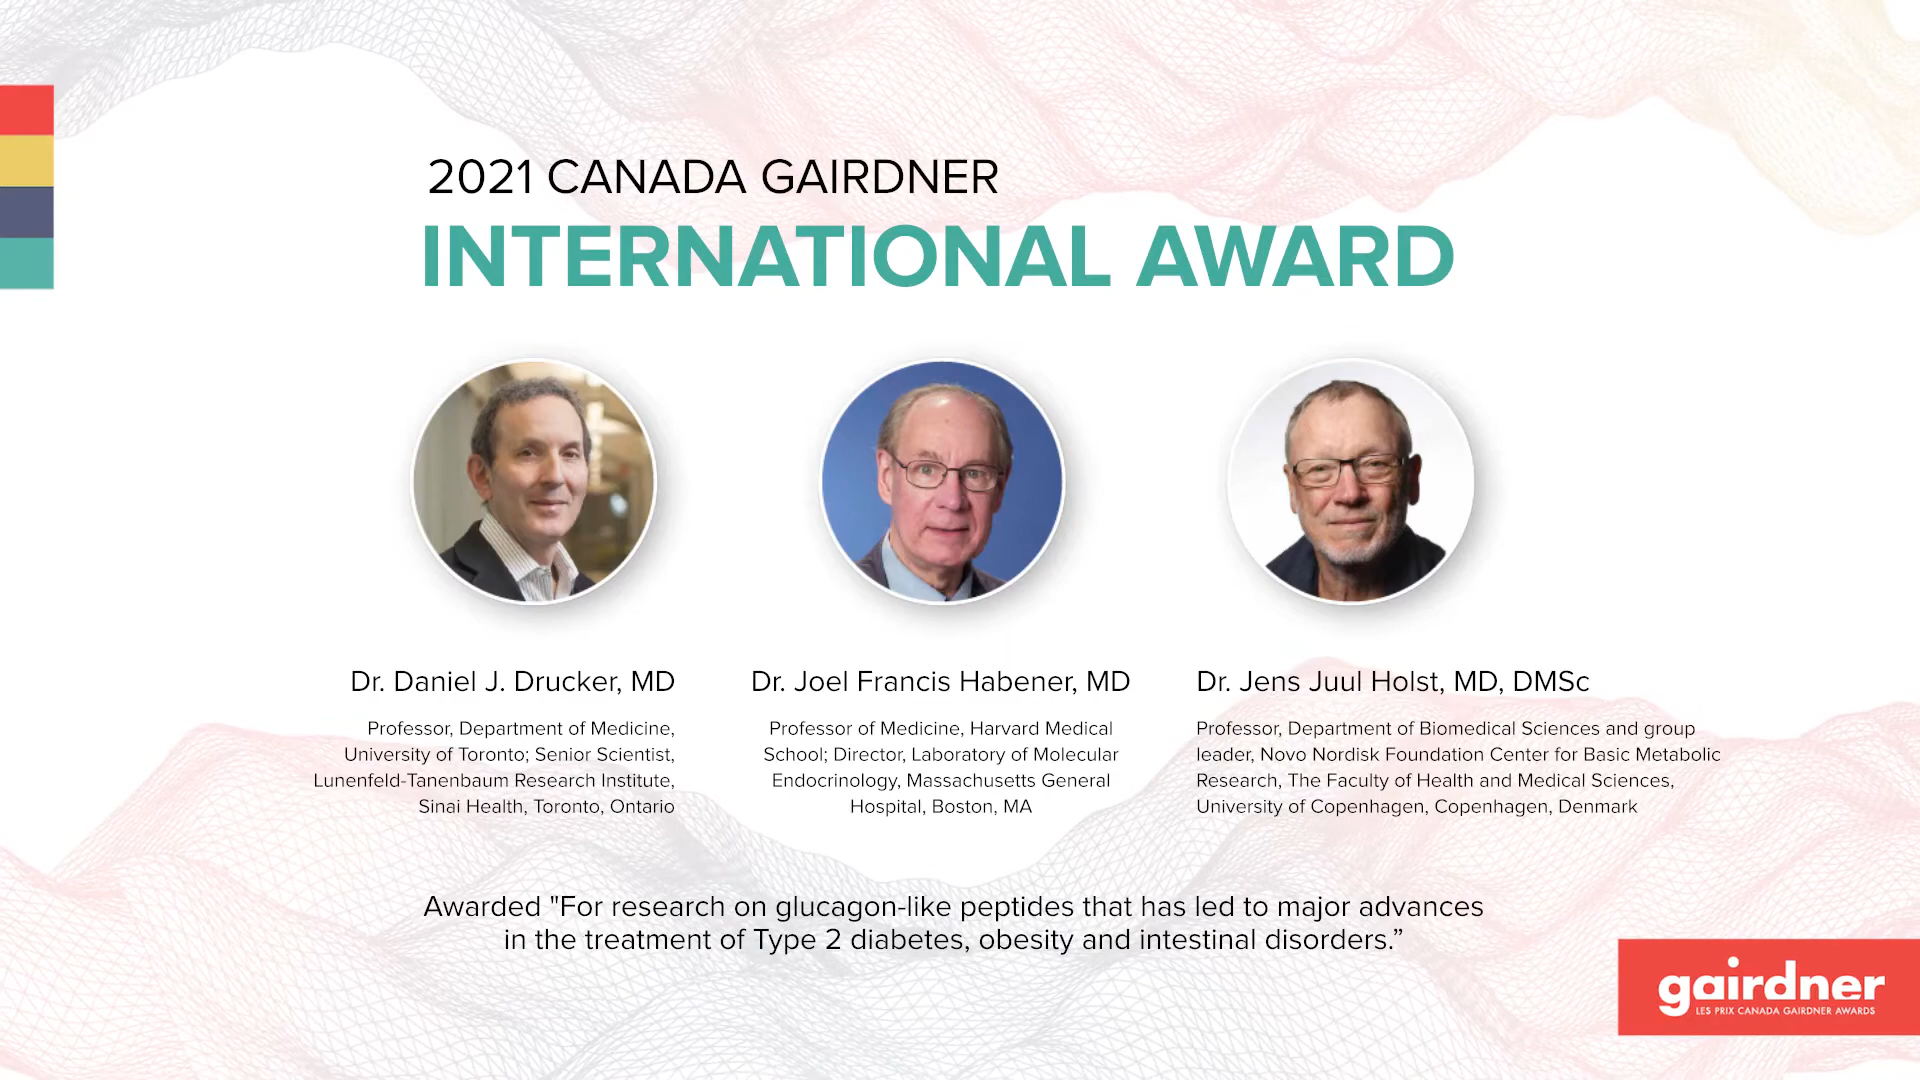 2021 CANADA GAIRDNER
INTERNATIONAL AWARD
Dr. Daniel J. Drucker, MD
Professor, Department of Medicine,
University of Toronto; Senior Scientist,
Lunenfeld-Tanenbaum Research Institute,
Sinai Health, Toronto, Ontario
Dr. Joel Francis Habener, MD
Professor of Medicine, Harvard Medical
School; Director, Laboratory of Molecular
Endocrinology, Massachusetts General
Hospital, Boston, MA
Dr. Jens Juul Holst, MD, DMSc
Professor, Department of Biomedical Sciences and group
leader, Novo Nordisk Foundation Center for Basic Metabolic
Research, The Faculty of Health and Medical Sciences,
University of Copenhagen, Copenhagen, Denmark
Awarded "For research on glucagon-like peptides that has led to major advances
in the treatment of Type 2 diabetes, obesity and intestinal disorders.”
gairdner
LES PRIX CANADA GAIRDNER AWARDS